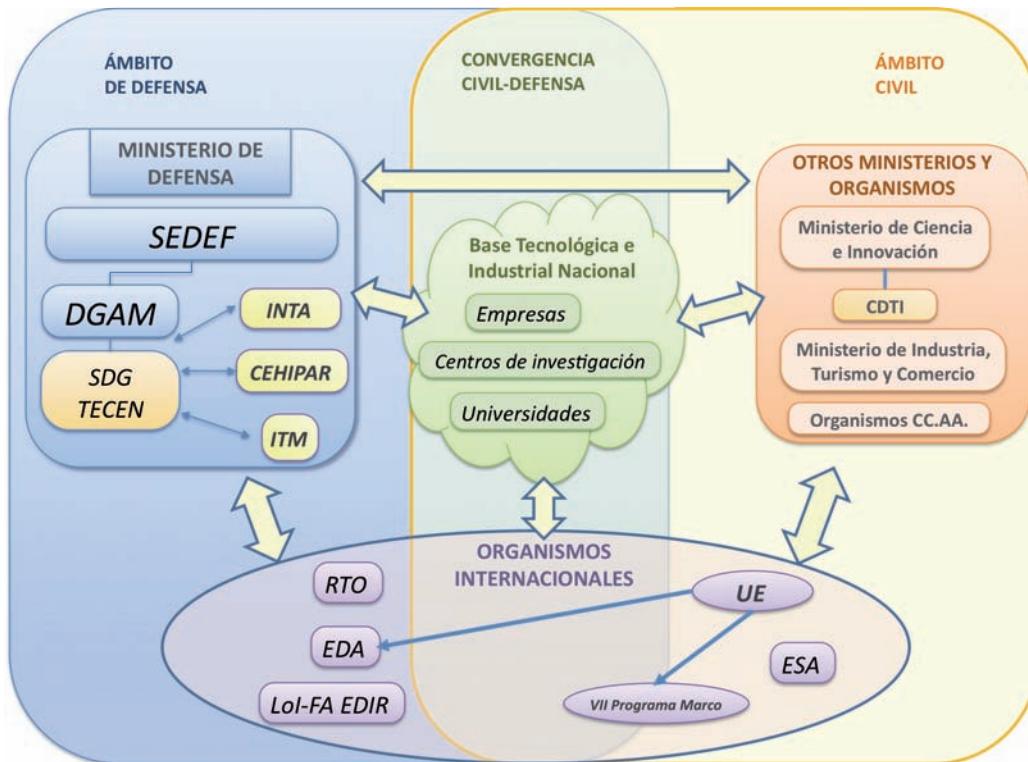 ÁMBITO
DE DEFENSA
CONVERGENCIA
CIVIL-DEFENSA
ÁMBITO
CIVIL
MINISTERIO DE
DEFENSA
SEDEF
DGAM
SDG
TECEN
INTA
CEHIPAR
ITM
Base Tecnológica e
Industrial Nacional
Empresas
Centros de investigación
Universidades
OTROS MINISTERIOS Y
ORGANISMOS
Ministerio de Ciencia
e Innovación
CDTI
Ministerio de Industria,
Turismo y Comercio
Organismos CC.AA.
ORGANISMOS
INTERNACIONALES
RTO
EDA
LoI-FA EDIR
UE
ESA
VII Programa Marco